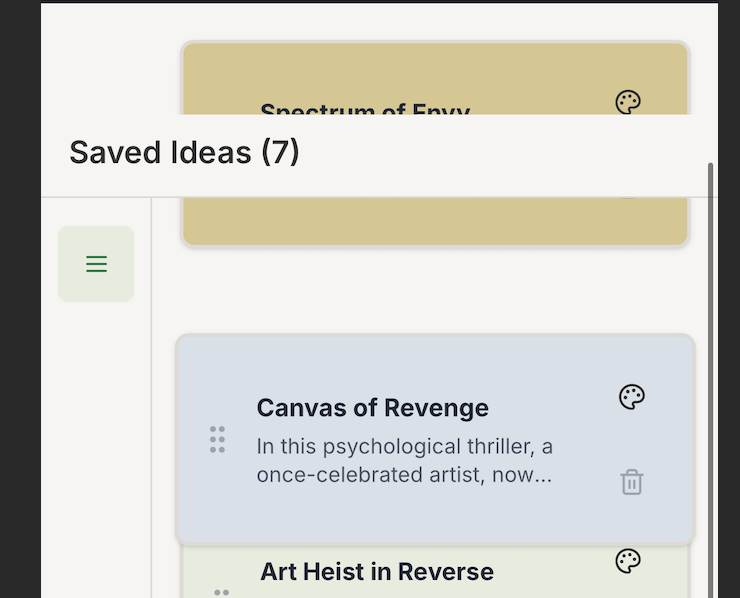 Spectrum of Envy
Saved Ideas (7)
Canvas of Revenge
In this psychological thriller, a
once-celebrated artist, now...
Art Heist in Reverse